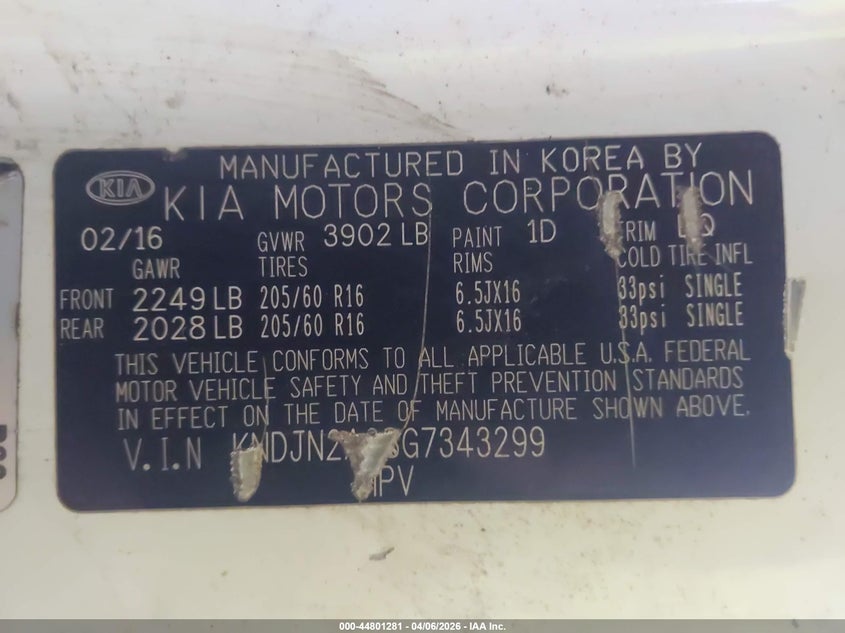 MANUFACTURED IN KOREA BY
KIA KIA MOTORS CORPORATION
02/16 GVWR 3902 LB PAINT 1D TRIM
GAWR TIRES RIMS COLD TIRE INFL
FRONT 2249 LB 205/60 R16 6.5JX16 33psi SINGLE
REAR 2028 LB 205/60 R16 6.5JX16 33psi SINGLE
THIS VEHICLE CONFORMS TO ALL APPLICABLE U.S.A. FEDERAL
MOTOR VEHICLE SAFETY AND THEFT PREVENTION STANDARDS
IN EFFECT ON THE DATE OF MANUFACTURE SHOWN ABOVE.
V.I.N
MPV
000-44801281 - 04/06/2026 - IAA Inc.